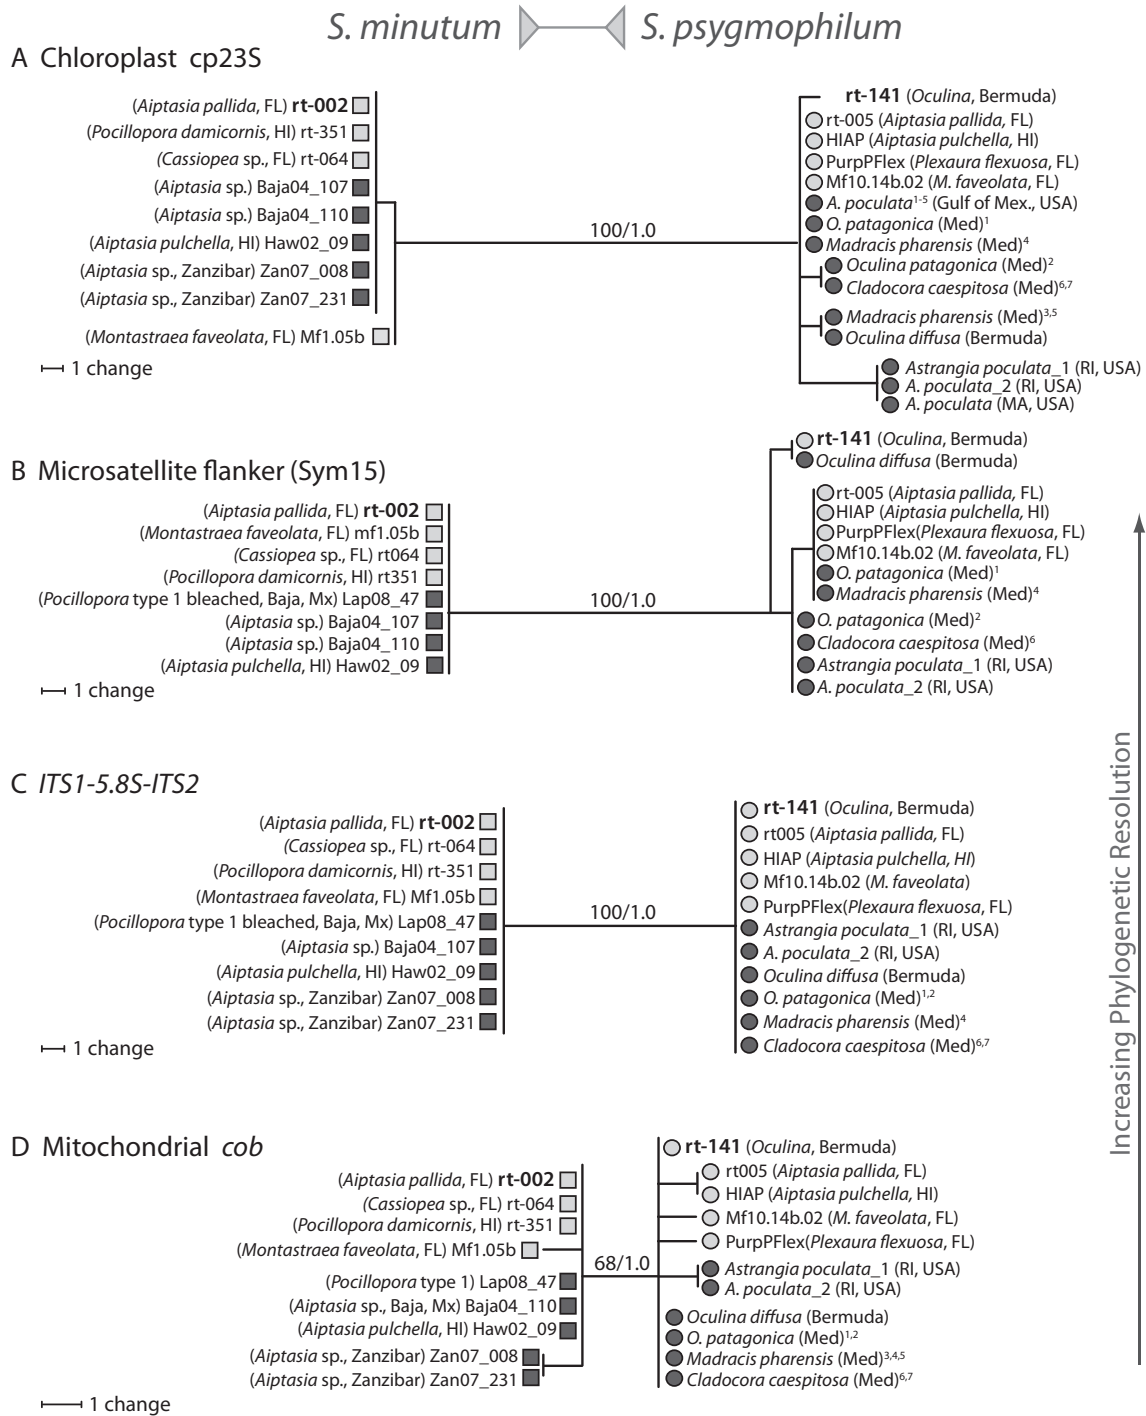 S. minutum S. psygmophilum
A Chloroplast cp23S
(Aiptasia pallida, FL) rt-002
(Pocillopora damicornis, HI) rt-351
(Cassiopea sp., FL) rt-064
(Aiptasia sp.) Baja04_107
(Aiptasia sp.) Baja04_110
(Aiptasia pulchella, HI) Haw02_09
(Aiptasia sp., Zanzibar) Zan07_008
(Aiptasia sp., Zanzibar) Zan07_231
(Montastraea faveolata, FL) Mf1.05b
1 change
100/1.0
rt-141 (Oculina, Bermuda)
rt-005 (Aiptasia pallida, FL)
HIAP (Aiptasia pulchella, HI)
PurpPFlex (Plexaura flexuosa, FL)
Mf10.14b.02 (M. faveolata, FL)
A. poculata1-5 (Gulf of Mex., USA)
O. patagonica (Med)1
Madracis pharensis (Med)4
Oculina patagonica (Med)2
Cladocora caespitosa (Med)6,7
Madracis pharensis (Med)3,5
Oculina diffusa (Bermuda)
Astrangia poculata_1 (RI, USA)
A. poculata_2 (RI, USA)
A. poculata (MA, USA)
B Microsatellite flanker (Sym15)
(Aiptasia pallida, FL) rt-002
(Montastraea faveolata, FL) mf1.05b
(Cassiopea sp., FL) rt064
(Pocillopora damicornis, HI) rt351
(Pocillopora type 1 bleached, Baja, Mx) Lap08_47
(Aiptasia sp.) Baja04_107
(Aiptasia sp.) Baja04_110
(Aiptasia pulchella, HI) Haw02_09
1 change
100/1.0
rt-141 (Oculina, Bermuda)
Oculina diffusa (Bermuda)
rt-005 (Aiptasia pallida, FL)
HIAP (Aiptasia pulchella, HI)
PurpPFlex(Plexaura flexuosa, FL)
Mf10.14b.02 (M. faveolata, FL)
O. patagonica (Med)1
Madracis pharensis (Med)4
O. patagonica (Med)2
Cladocora caespitosa (Med)6
Astrangia poculata_1 (RI, USA)
A. poculata_2 (RI, USA)
C ITS1-5.8S-ITS2
(Aiptasia pallida, FL) rt-002
(Cassiopea sp., FL) rt-064
(Pocillopora damicornis, HI) rt-351
(Montastraea faveolata, FL) Mf1.05b
(Pocillopora type 1 bleached, Baja, Mx) Lap08_47
(Aiptasia sp.) Baja04_107
(Aiptasia pulchella, HI) Haw02_09
(Aiptasia sp., Zanzibar) Zan07_008
(Aiptasia sp., Zanzibar) Zan07_231
1 change
100/1.0
rt-141 (Oculina, Bermuda)
rt005 (Aiptasia pallida, FL)
HIAP (Aiptasia pulchella, HI)
Mf10.14b.02 (M. faveolata)
PurpPFlex(Plexaura flexuosa, FL)
Astrangia poculata_1 (RI, USA)
A. poculata_2 (RI, USA)
Oculina diffusa (Bermuda)
O. patagonica (Med)1,2
Madracis pharensis (Med)4
Cladocora caespitosa (Med)6,7
D Mitochondrial cob
(Aiptasia pallida, FL) rt-002
(Cassiopea sp., FL) rt-064
(Pocillopora damicornis, HI) rt-351
(Montastraea faveolata, FL) Mf1.05b
(Pocillopora type 1) Lap08_47
(Aiptasia sp., Baja, Mx) Baja04_110
(Aiptasia pulchella, HI) Haw02_09
(Aiptasia sp., Zanzibar) Zan07_008
(Aiptasia sp., Zanzibar) Zan07_231
1 change
68/1.0
rt-141 (Oculina, Bermuda)
rt005 (Aiptasia pallida, FL)
HIAP (Aiptasia pulchella, HI)
Mf10.14b.02 (M. faveolata, FL)
PurpPFlex(Plexaura flexuosa, FL)
Astrangia poculata_1 (RI, USA)
A. poculata_2 (RI, USA)
Oculina diffusa (Bermuda)
O. patagonica (Med)1,2
Madracis pharensis (Med)3,4,5
Cladocora caespitosa (Med)6,7
Increasing Phylogenetic Resolution